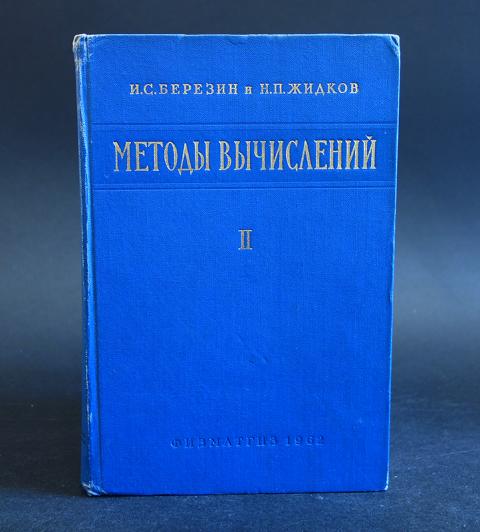 И.С.БЕРЕЗИН и Н.П.ЖИДКОВ
МЕТОДЫ ВЫЧИСЛЕНИЙ
II
ФИЗМАТГИЗ 1962